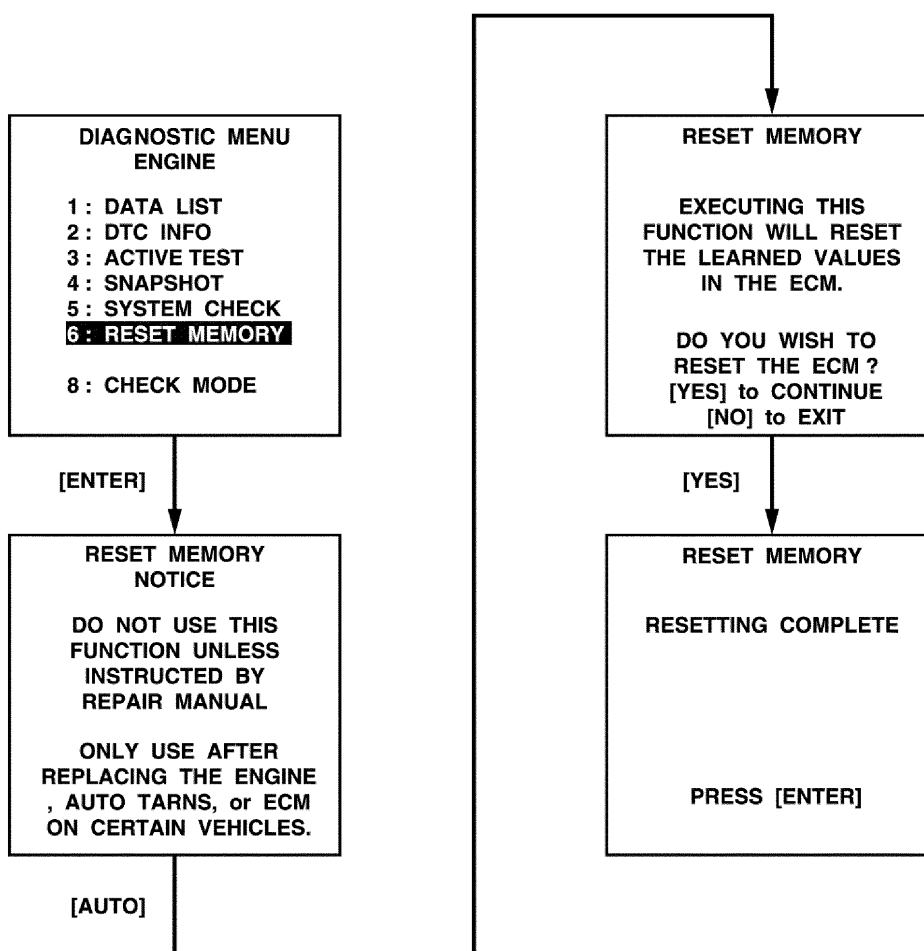 DIAGNOSTIC MENU
ENGINE
1 : DATA LIST
2 : DTC INFO
3 : ACTIVE TEST
4 : SNAPSHOT
5 : SYSTEM CHECK
6 : RESET MEMORY
8 : CHECK MODE
[ENTER]
RESET MEMORY
NOTICE
DO NOT USE THIS
FUNCTION UNLESS
INSTRUCTED BY
REPAIR MANUAL
ONLY USE AFTER
REPLACING THE ENGINE
, AUTO TARNS, or ECM
ON CERTAIN VEHICLES.
[AUTO]
RESET MEMORY
EXECUTING THIS
FUNCTION WILL RESET
THE LEARNED VALUES
IN THE ECM.
DO YOU WISH TO
RESET THE ECM ?
[YES] to CONTINUE
[NO] to EXIT
[YES]
RESET MEMORY
RESETTING COMPLETE
PRESS [ENTER]